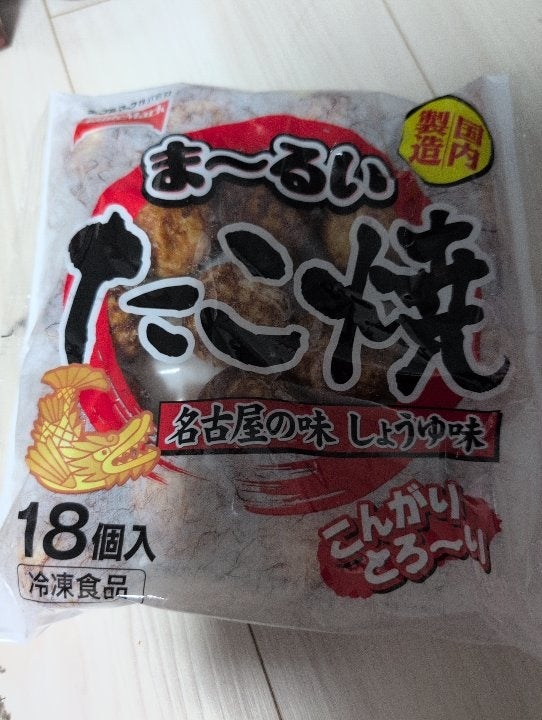 TableMark
国内
製造
ま〜るい
たこ焼
名古屋の味 しょうゆ味
18個入
冷凍食品
こんがり
とろ〜り